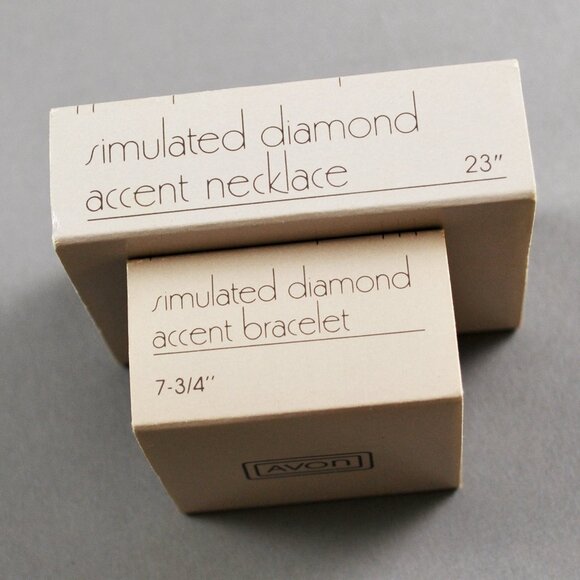 simulated diamond
accent necklace
23"
simulated diamond
accent bracelet
7-3/4"
AVON